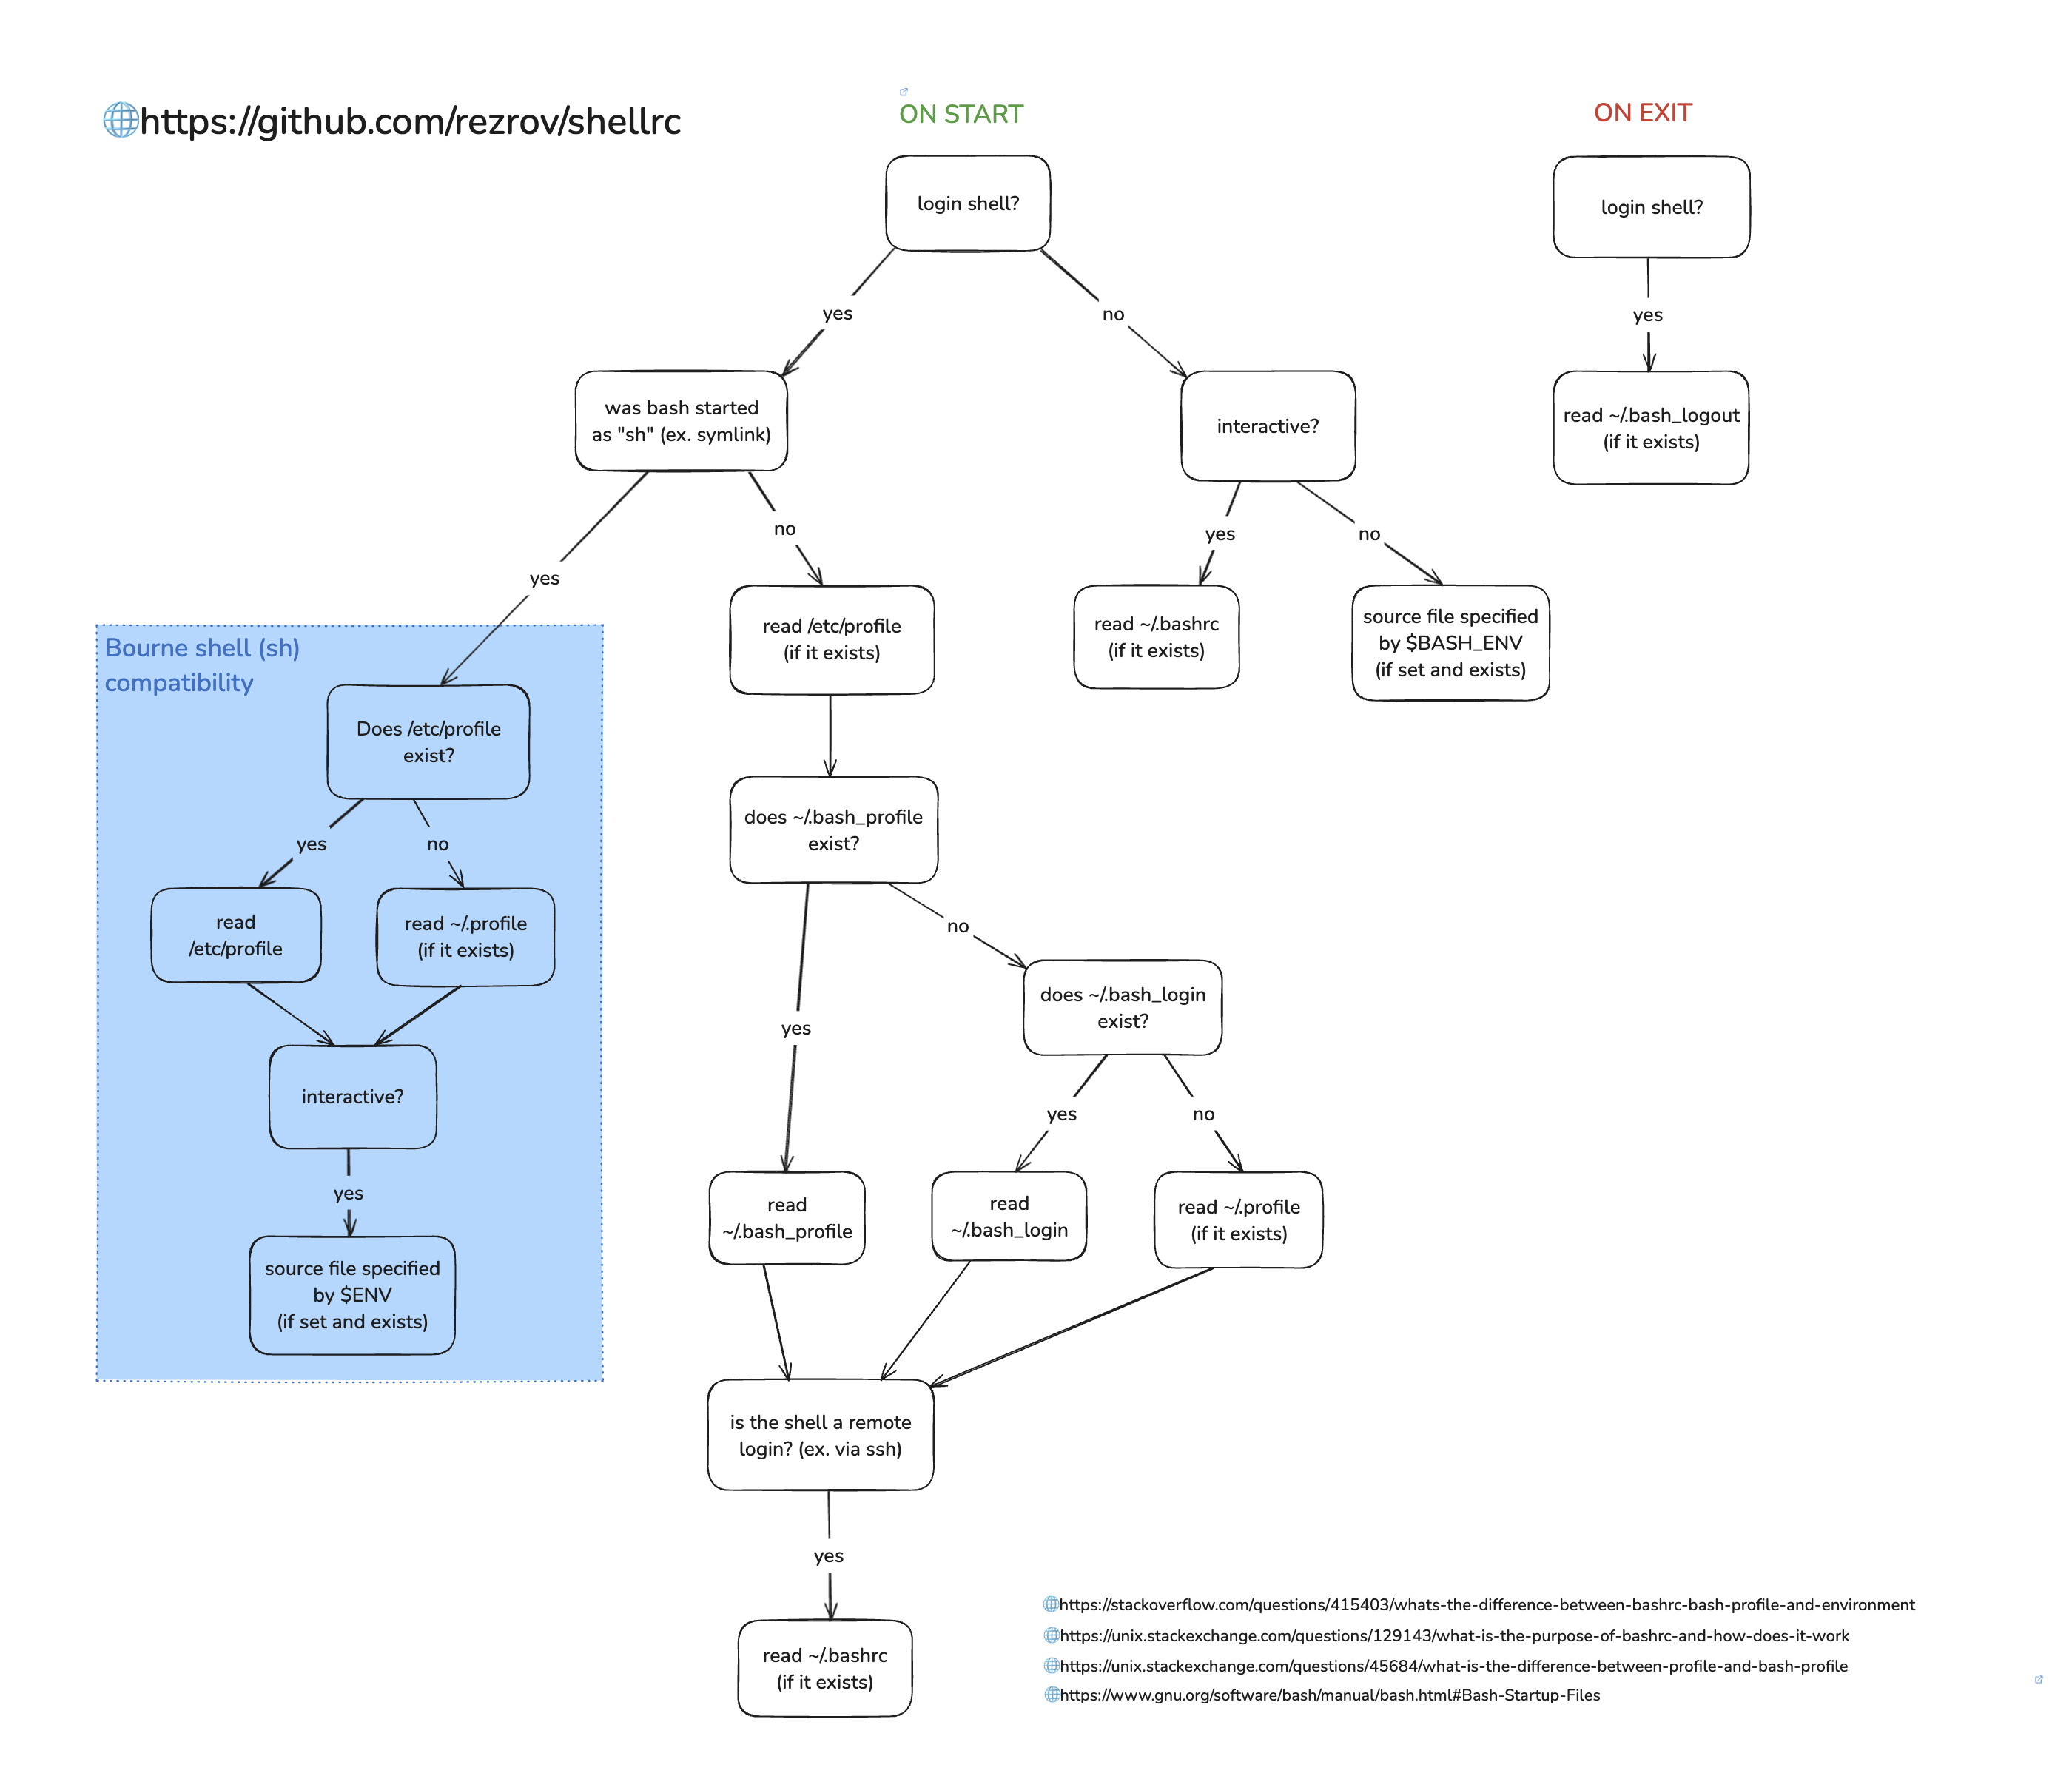 https://github.com/rezrov/shellrc
ON START
ON EXIT
login shell?
login shell?
yes
no
yes
was bash started
as "sh" (ex. symlink)
interactive?
read ~/.bash_logout
(if it exists)
yes
no
yes
no
read /etc/profile
(if it exists)
read ~/.bashrc
(if it exists)
source file specified
by $BASH_ENV
(if set and exists)
Bourne shell (sh)
compatibility
Does /etc/profile
exist?
yes
no
read
/etc/profile
read ~/.profile
(if it exists)
interactive?
yes
source file specified
by $ENV
(if set and exists)
does ~/.bash_profile
exist?
no
yes
does ~/.bash_login
exist?
yes
no
read
~/.bash_profile
read
~/.bash_login
read ~/.profile
(if it exists)
is the shell a remote
login? (ex. via ssh)
yes
read ~/.bashrc
(if it exists)
https://stackoverflow.com/questions/415403/whats-the-difference-between-bashrc-bash-profile-and-environment
https://unix.stackexchange.com/questions/129143/what-is-the-purpose-of-bashrc-and-how-does-it-work
https://unix.stackexchange.com/questions/45684/what-is-the-difference-between-profile-and-bash-profile
https://www.gnu.org/software/bash/manual/bash.html#Bash-Startup-Files